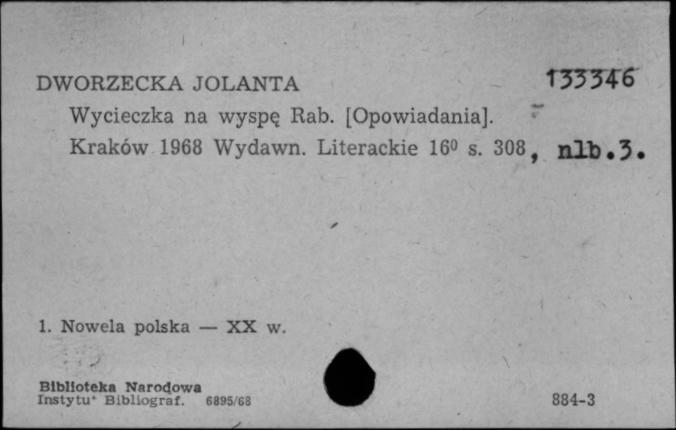 DWORZECKA JOLANTA 133346
Wycieczka na wyspę Rab. [Opowiadania].
Kraków 1968 Wydawn. Literackie 16⁰ s. 308, nlb.3.
1. Nowela polska — XX w.
Biblioteka Narodowa
Instytu' Bibliograf. 6895/68
884-3